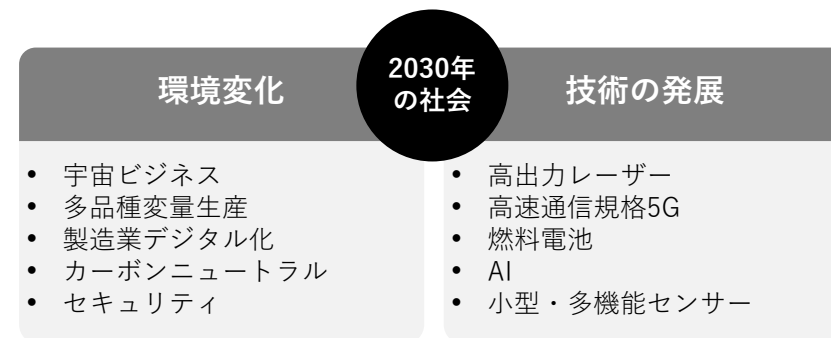 環境変化
2030年
の社会
技術の発展
• 宇宙ビジネス
• 多品種変量生産
• 製造業デジタル化
• カーボンニュートラル
• セキュリティ
• 高出力レーザー
• 高速通信規格5G
• 燃料電池
• AI
• 小型・多機能センサー